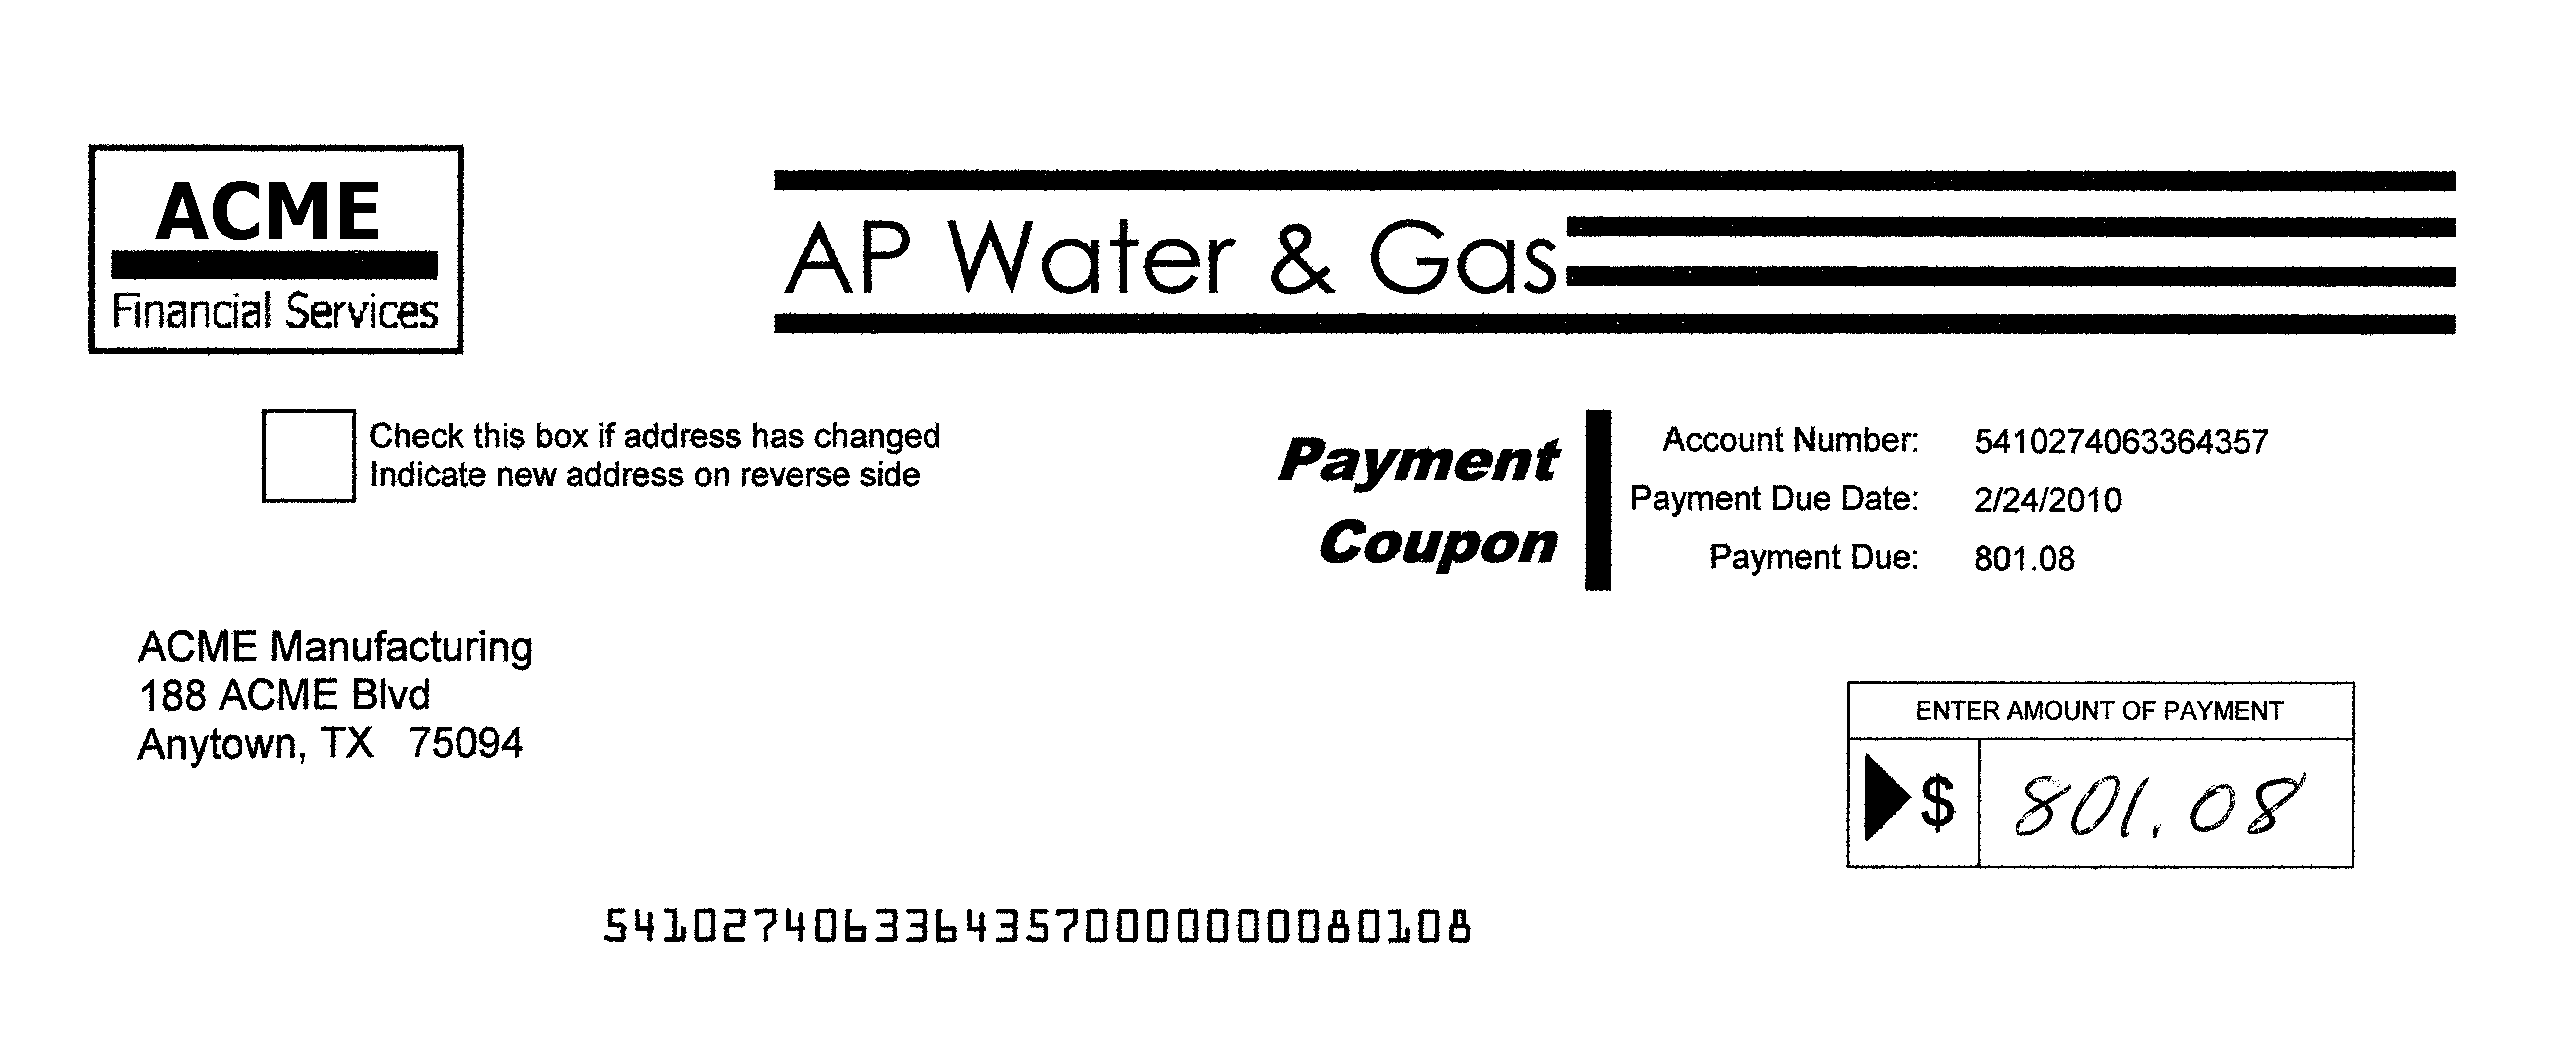 ACME
Financial Services
AP Water & Gas
Check this box if address has changed
Indicate new address on reverse side
Payment
Coupon
Account Number: 5410274063364357
Payment Due Date: 2/24/2010
Payment Due: 801.08
ACME Manufacturing
188 ACME Blvd
Anytown, TX 75094
ENTER AMOUNT OF PAYMENT
$ 801.08
54102740633643570000000080108